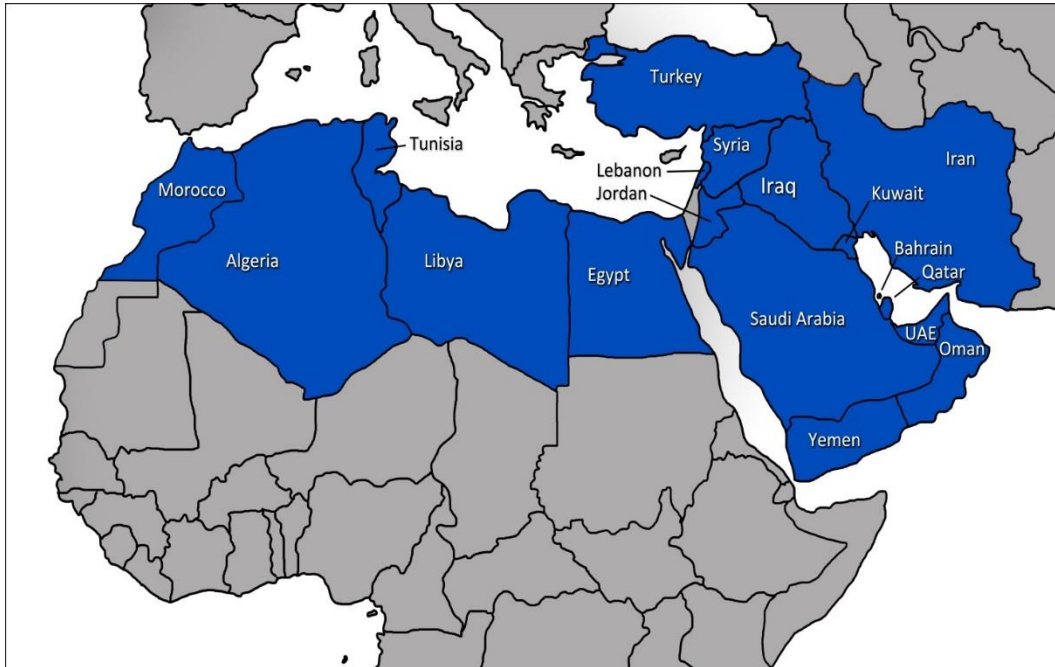 Turkey
Tunisia
Syria
Lebanon
Iran
Morocco
Jordan
Iraq
Kuwait
Algeria
Libya
Egypt
Bahrain
Qatar
Saudi Arabia
UAE
Oman
Yemen